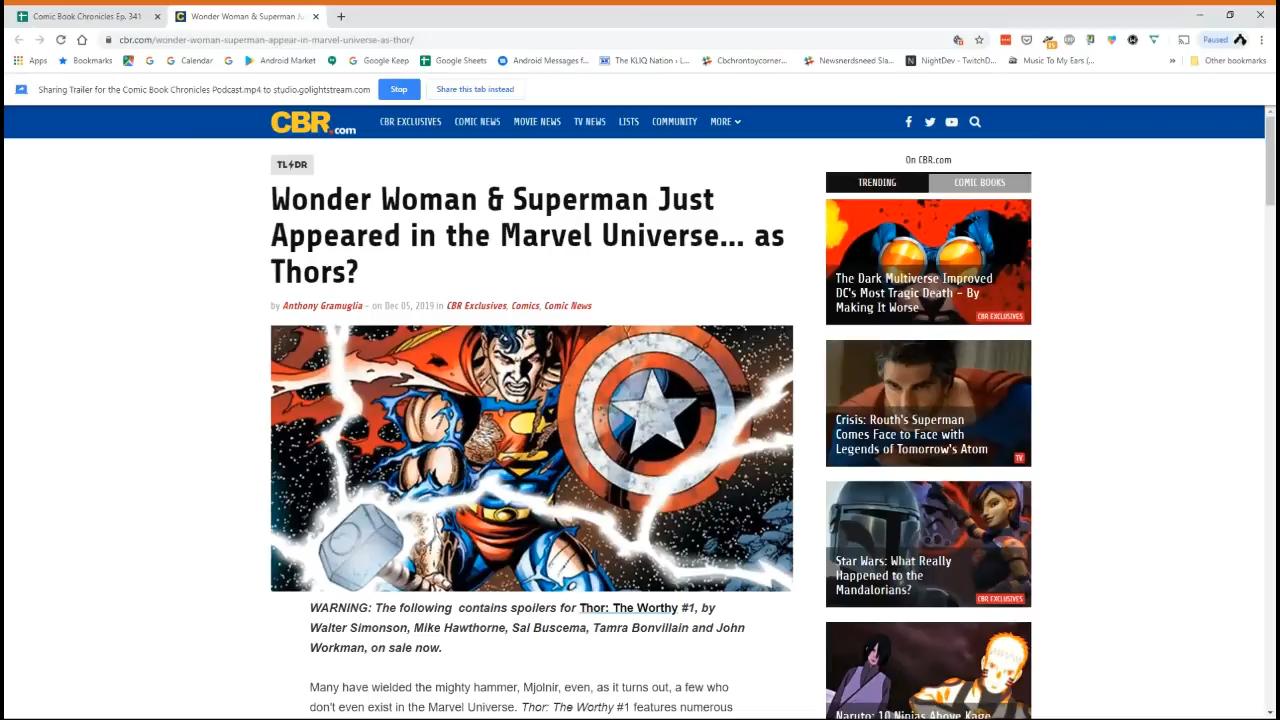 Comic Book Chronicles Ep. 341
Wonder Woman & Superman Ju
cbr.com/wonder-woman-superman-appear-in-marvel-universe-as-thor/
Paused
Apps Bookmarks Calendar Android Market Google Keep Google Sheets Android Messages f... The KLIQ Nation › L... Cbchrontoycorner... Newsnerdsneed Sla... NightDev - TwitchD... Music To My Ears (... » Other bookmarks
Sharing Trailer for the Comic Book Chronicles Podcast.mp4 to studio.golightstream.com Stop Share this tab instead
CBR.com CBR EXCLUSIVES COMIC NEWS MOVIE NEWS TV NEWS LISTS COMMUNITY MORE
TL DR
Wonder Woman & Superman Just
Appeared in the Marvel Universe... as
Thors?
by Anthony Gramuglia – on Dec 05, 2019 in CBR Exclusives, Comics, Comic News
WARNING: The following contains spoilers for Thor: The Worthy #1, by
Walter Simonson, Mike Hawthorne, Sal Buscema, Tamra Bonvillain and John
Workman, on sale now.
Many have wielded the mighty hammer, Mjolnir, even, as it turns out, a few who
don't even exist in the Marvel Universe. Thor: The Worthy #1 features numerous
On CBR.com
TRENDING COMIC BOOKS
The Dark Multiverse Improved
DC's Most Tragic Death – By
Making It Worse
CBR EXCLUSIVES
Crisis: Routh's Superman
Comes Face to Face with
Legends of Tomorrow's Atom
TV
Star Wars: What Really
Happened to the
Mandalorians?
CBR EXCLUSIVES
Naruto: 10 Ninjas Above Kage